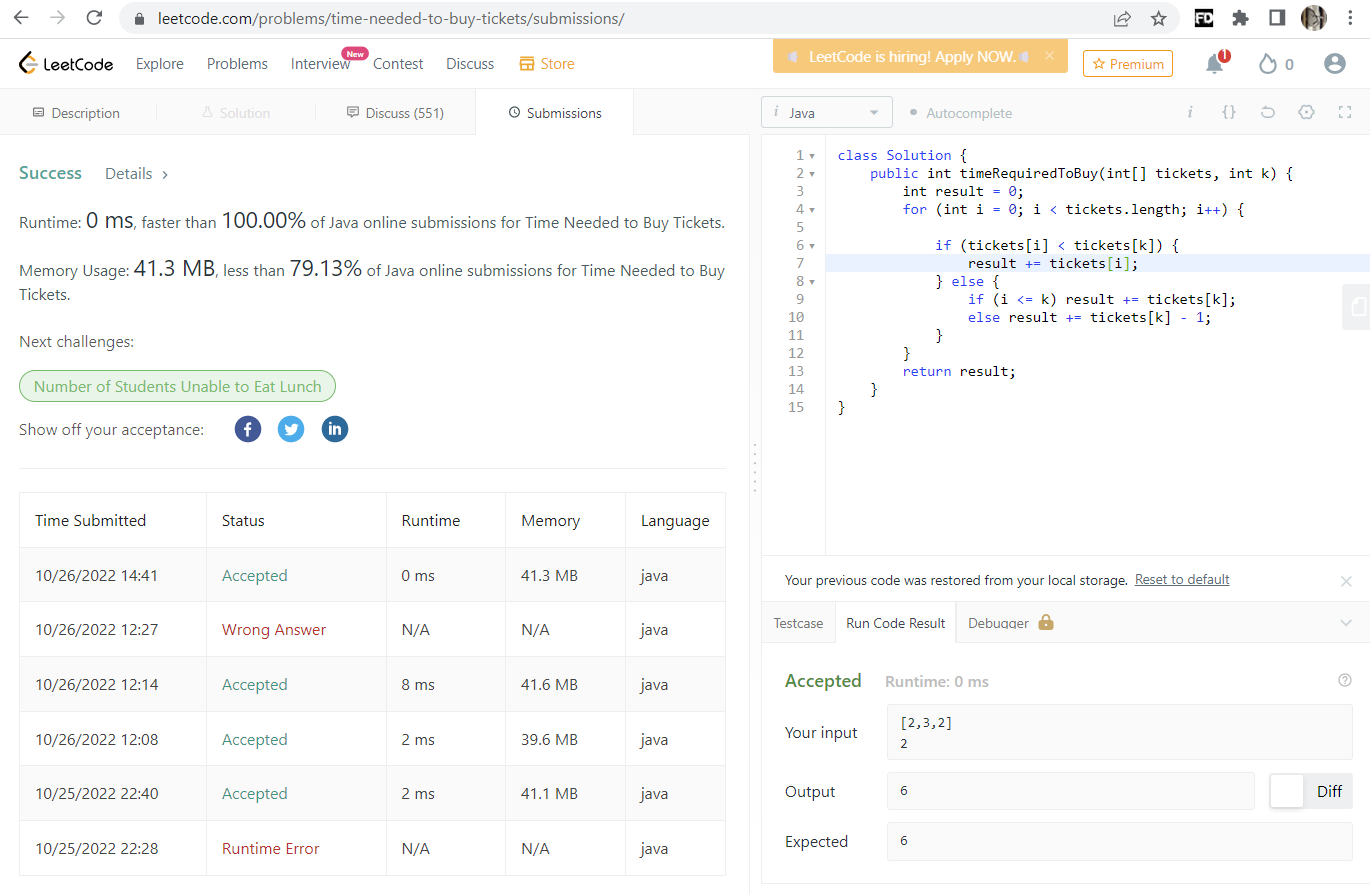 leetcode.com/problems/time-needed-to-buy-tickets/submissions/
FD
LeetCode
Explore
Problems
Interview
New
Contest
Discuss
Store
LeetCode is hiring! Apply NOW.
Premium
1
0
Description
Solution
Discuss (551)
Submissions
Success
Details
Runtime: 0 ms, faster than 100.00% of Java online submissions for Time Needed to Buy Tickets.
Memory Usage: 41.3 MB, less than 79.13% of Java online submissions for Time Needed to Buy
Tickets.
Next challenges:
Number of Students Unable to Eat Lunch
Show off your acceptance:
Time Submitted Status Runtime Memory Language
10/26/2022 14:41 Accepted 0 ms 41.3 MB java
10/26/2022 12:27 Wrong Answer N/A N/A java
10/26/2022 12:14 Accepted 8 ms 41.6 MB java
10/26/2022 12:08 Accepted 2 ms 39.6 MB java
10/25/2022 22:40 Accepted 2 ms 41.1 MB java
10/25/2022 22:28 Runtime Error N/A N/A java
i Java
Autocomplete
i {}
1 class Solution {
2 public int timeRequiredToBuy(int[] tickets, int k) {
3 int result = 0;
4 for (int i = 0; i < tickets.length; i++) {
5
6 if (tickets[i] < tickets[k]) {
7 result += tickets[i];
8 } else {
9 if (i <= k) result += tickets[k];
10 else result += tickets[k] - 1;
11 }
12 }
13 return result;
14 }
15 }
Your previous code was restored from your local storage. Reset to default
Testcase
Run Code Result
Debugger
Accepted
Runtime: 0 ms
Your input
[2,3,2]
2
Output
6
Diff
Expected
6